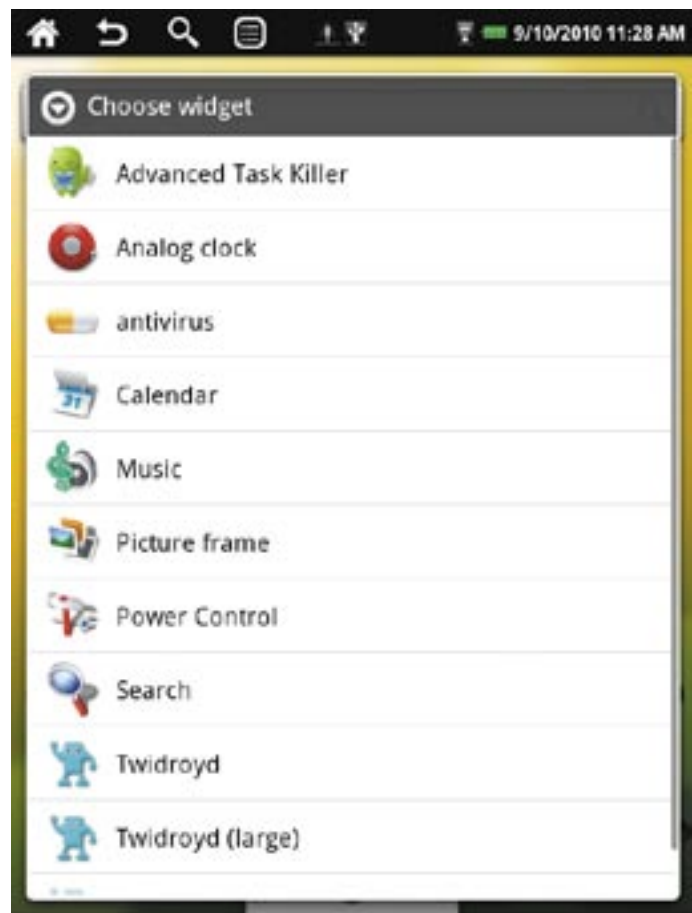 9/10/2010 11:28 AM
Choose widget
Advanced Task Killer
Analog clock
antivirus
31
Calendar
Music
Picture frame
Power Control
Search
Twidroyd
Twidroyd (large)